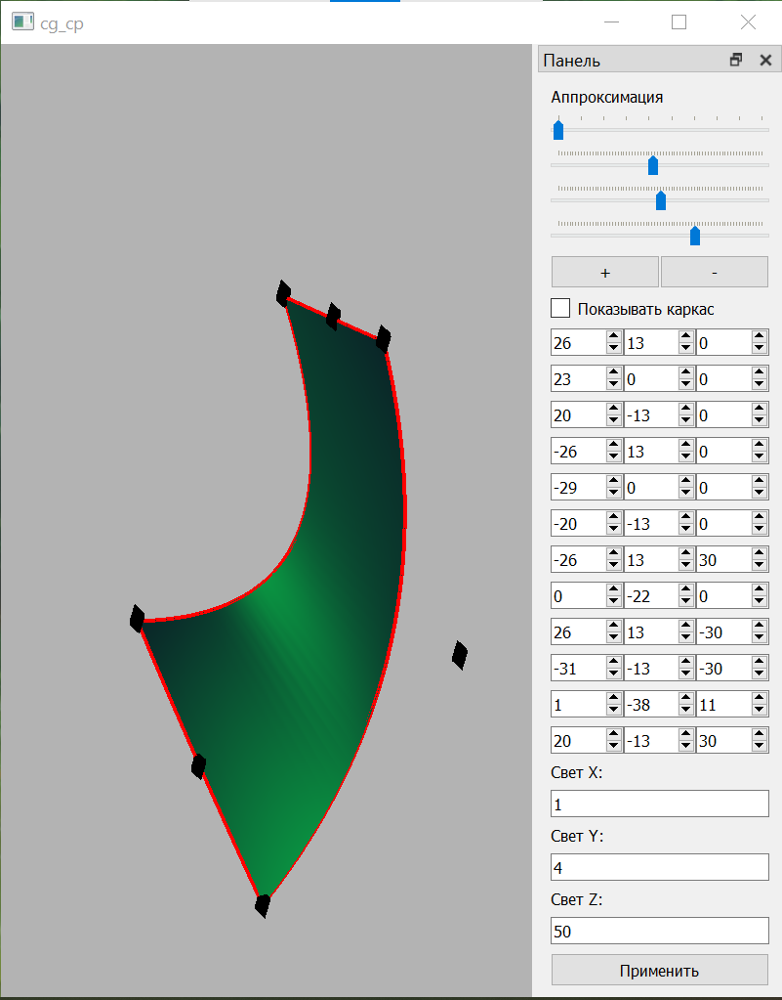 cg_cp
Панель
Аппроксимация
+ -
Показывать каркас
26 13 0
23 0 0
20 -13 0
-26 13 0
-29 0 0
-20 -13 0
-26 13 30
0 -22 0
26 13 -30
-31 -13 -30
1 -38 11
20 -13 30
Свет X:
1
Свет Y:
4
Свет Z:
50
Применить